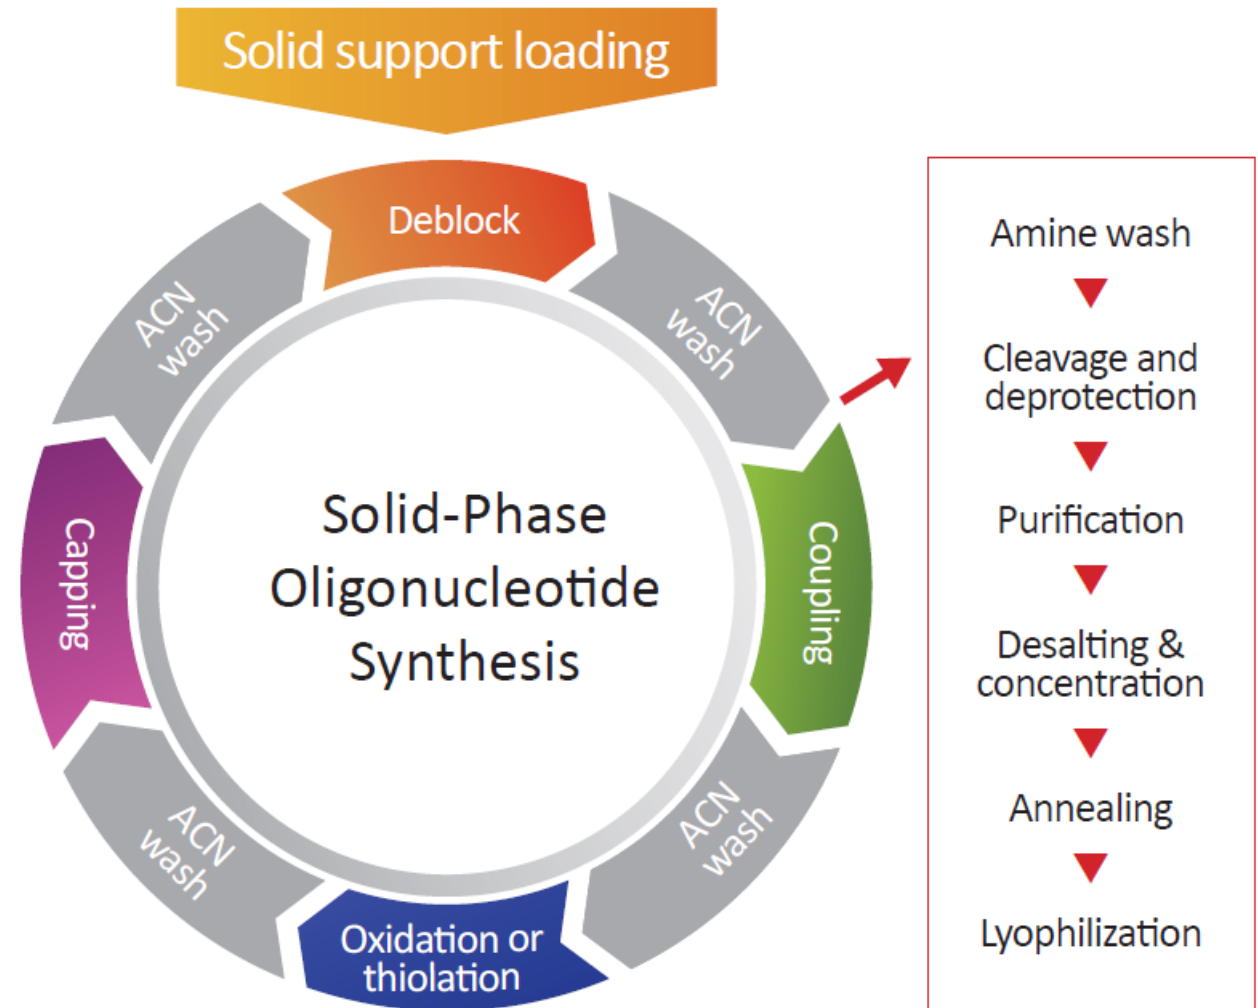 Solid support loading
Deblock
ACN
wash
Coupling
ACN
wash
Oxidation or
thiolation
ACN
wash
Capping
ACN
wash
Solid-Phase
Oligonucleotide
Synthesis
Amine wash
Cleavage and
deprotection
Purification
Desalting &
concentration
Annealing
Lyophilization